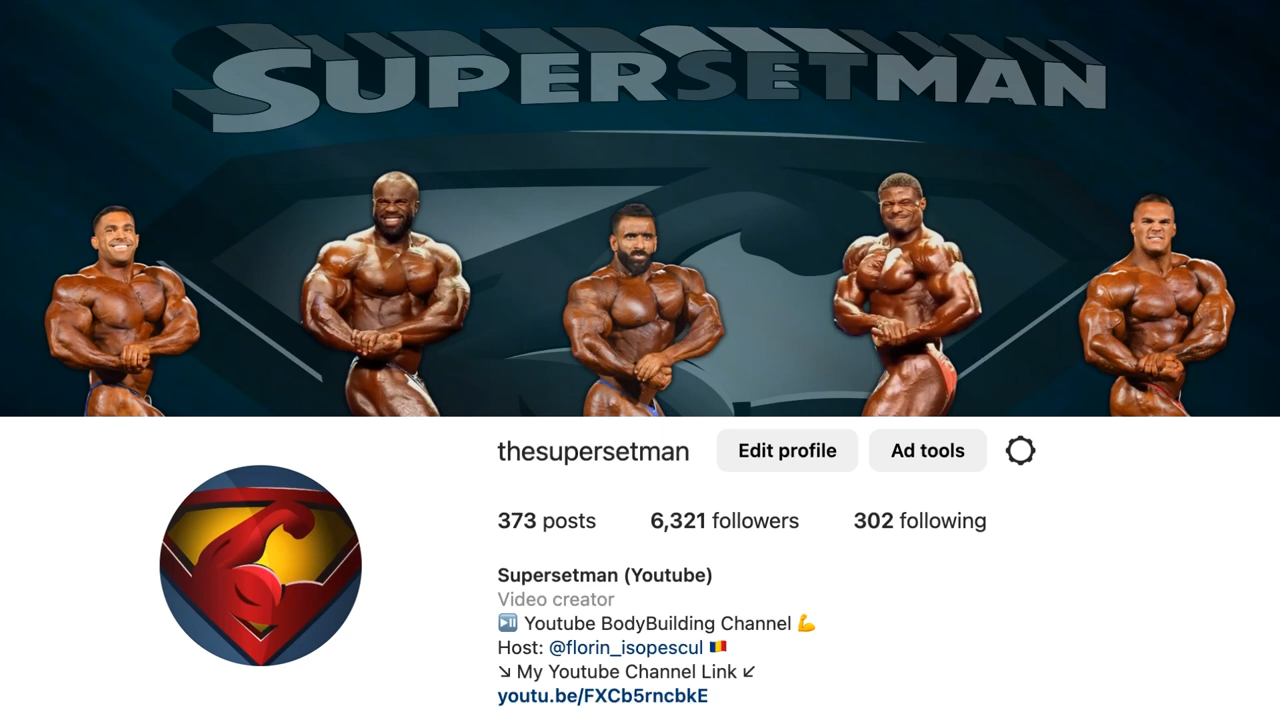 SUPERSETMAN
thesupersetman Edit profile Ad tools
373 posts 6,321 followers 302 following
Supersetman (Youtube)
Video creator
⏯️ Youtube BodyBuilding Channel 💪
Host: @florin_isopescul 🇷🇴
↘ My Youtube Channel Link ↙
youtu.be/FXCb5rncbkE